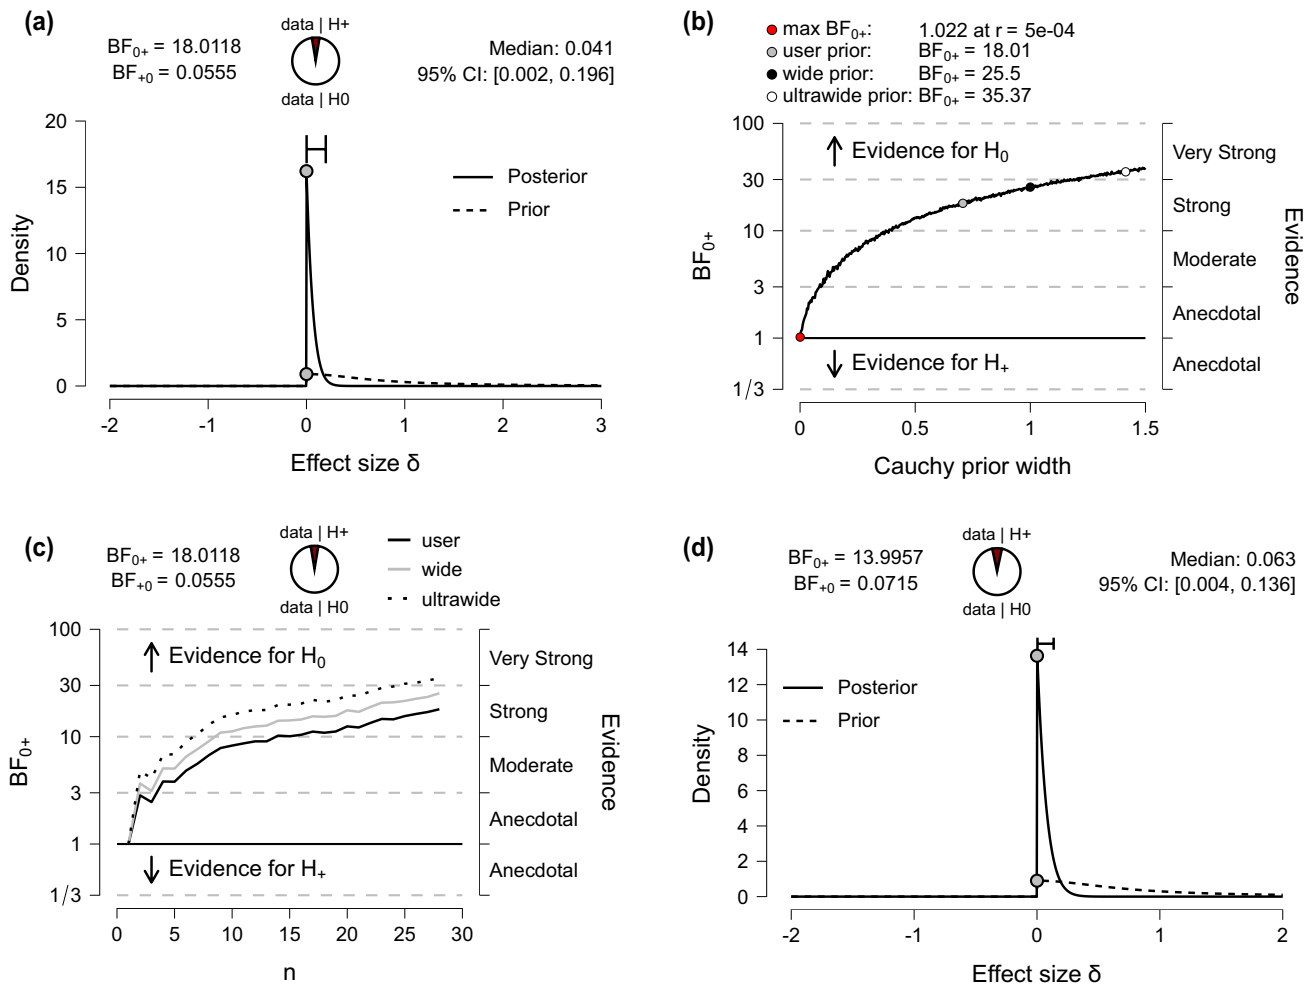 (a)
data | H+
BF₀₊ = 18.0118
BF₊₀ = 0.0555
data | H0
Median: 0.041
95% CI: [0.002, 0.196]
20
15
10
5
0
Density
Posterior
Prior
-2 -1 0 1 2 3
Effect size δ
(b)
max BF₀₊: 1.022 at r = 5e-04
user prior: BF₀₊ = 18.01
wide prior: BF₀₊ = 25.5
ultrawide prior: BF₀₊ = 35.37
100
30
10
3
1
1/3
BF₀₊
Evidence for H₀
Evidence for H₊
Very Strong
Strong
Moderate
Anecdotal
Anecdotal
Evidence
0 0.5 1 1.5
Cauchy prior width
(c)
data | H+
BF₀₊ = 18.0118
BF₊₀ = 0.0555
data | H0
user
wide
ultrawide
100
30
10
3
1
1/3
BF₀₊
Evidence for H₀
Evidence for H₊
Very Strong
Strong
Moderate
Anecdotal
Anecdotal
Evidence
0 5 10 15 20 25 30
n
(d)
data | H+
BF₀₊ = 13.9957
BF₊₀ = 0.0715
data | H0
Median: 0.063
95% CI: [0.004, 0.136]
14
12
10
8
6
4
2
0
Density
Posterior
Prior
-2 -1 0 1 2
Effect size δ